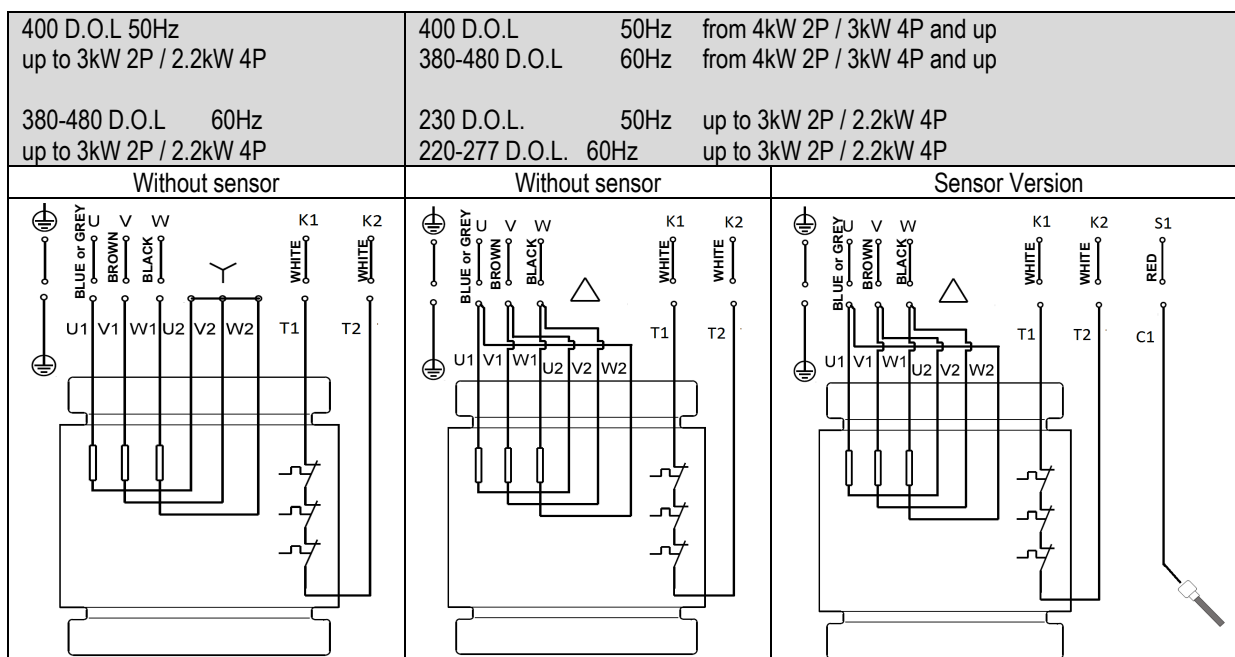 400 D.O.L 50Hz
up to 3kW 2P / 2.2kW 4P
380-480 D.O.L 60Hz
up to 3kW 2P / 2.2kW 4P
400 D.O.L 50Hz from 4kW 2P / 3kW 4P and up
380-480 D.O.L 60Hz from 4kW 2P / 3kW 4P and up
230 D.O.L. 50Hz up to 3kW 2P / 2.2kW 4P
220-277 D.O.L. 60Hz up to 3kW 2P / 2.2kW 4P
Without sensor
Without sensor
Sensor Version
U V W K1 K2
BLUE or GREY
BROWN
BLACK
WHITE
WHITE
U1 V1 W1 U2 V2 W2 T1 T2
U V W K1 K2
BLUE or GREY
BROWN
BLACK
WHITE
WHITE
U1 V1 W1 U2 V2 W2 T1 T2
U V W K1 K2 S1
BLUE or GREY
BROWN
BLACK
WHITE
WHITE
RED
U1 V1 W1 U2 V2 W2 T1 T2 C1